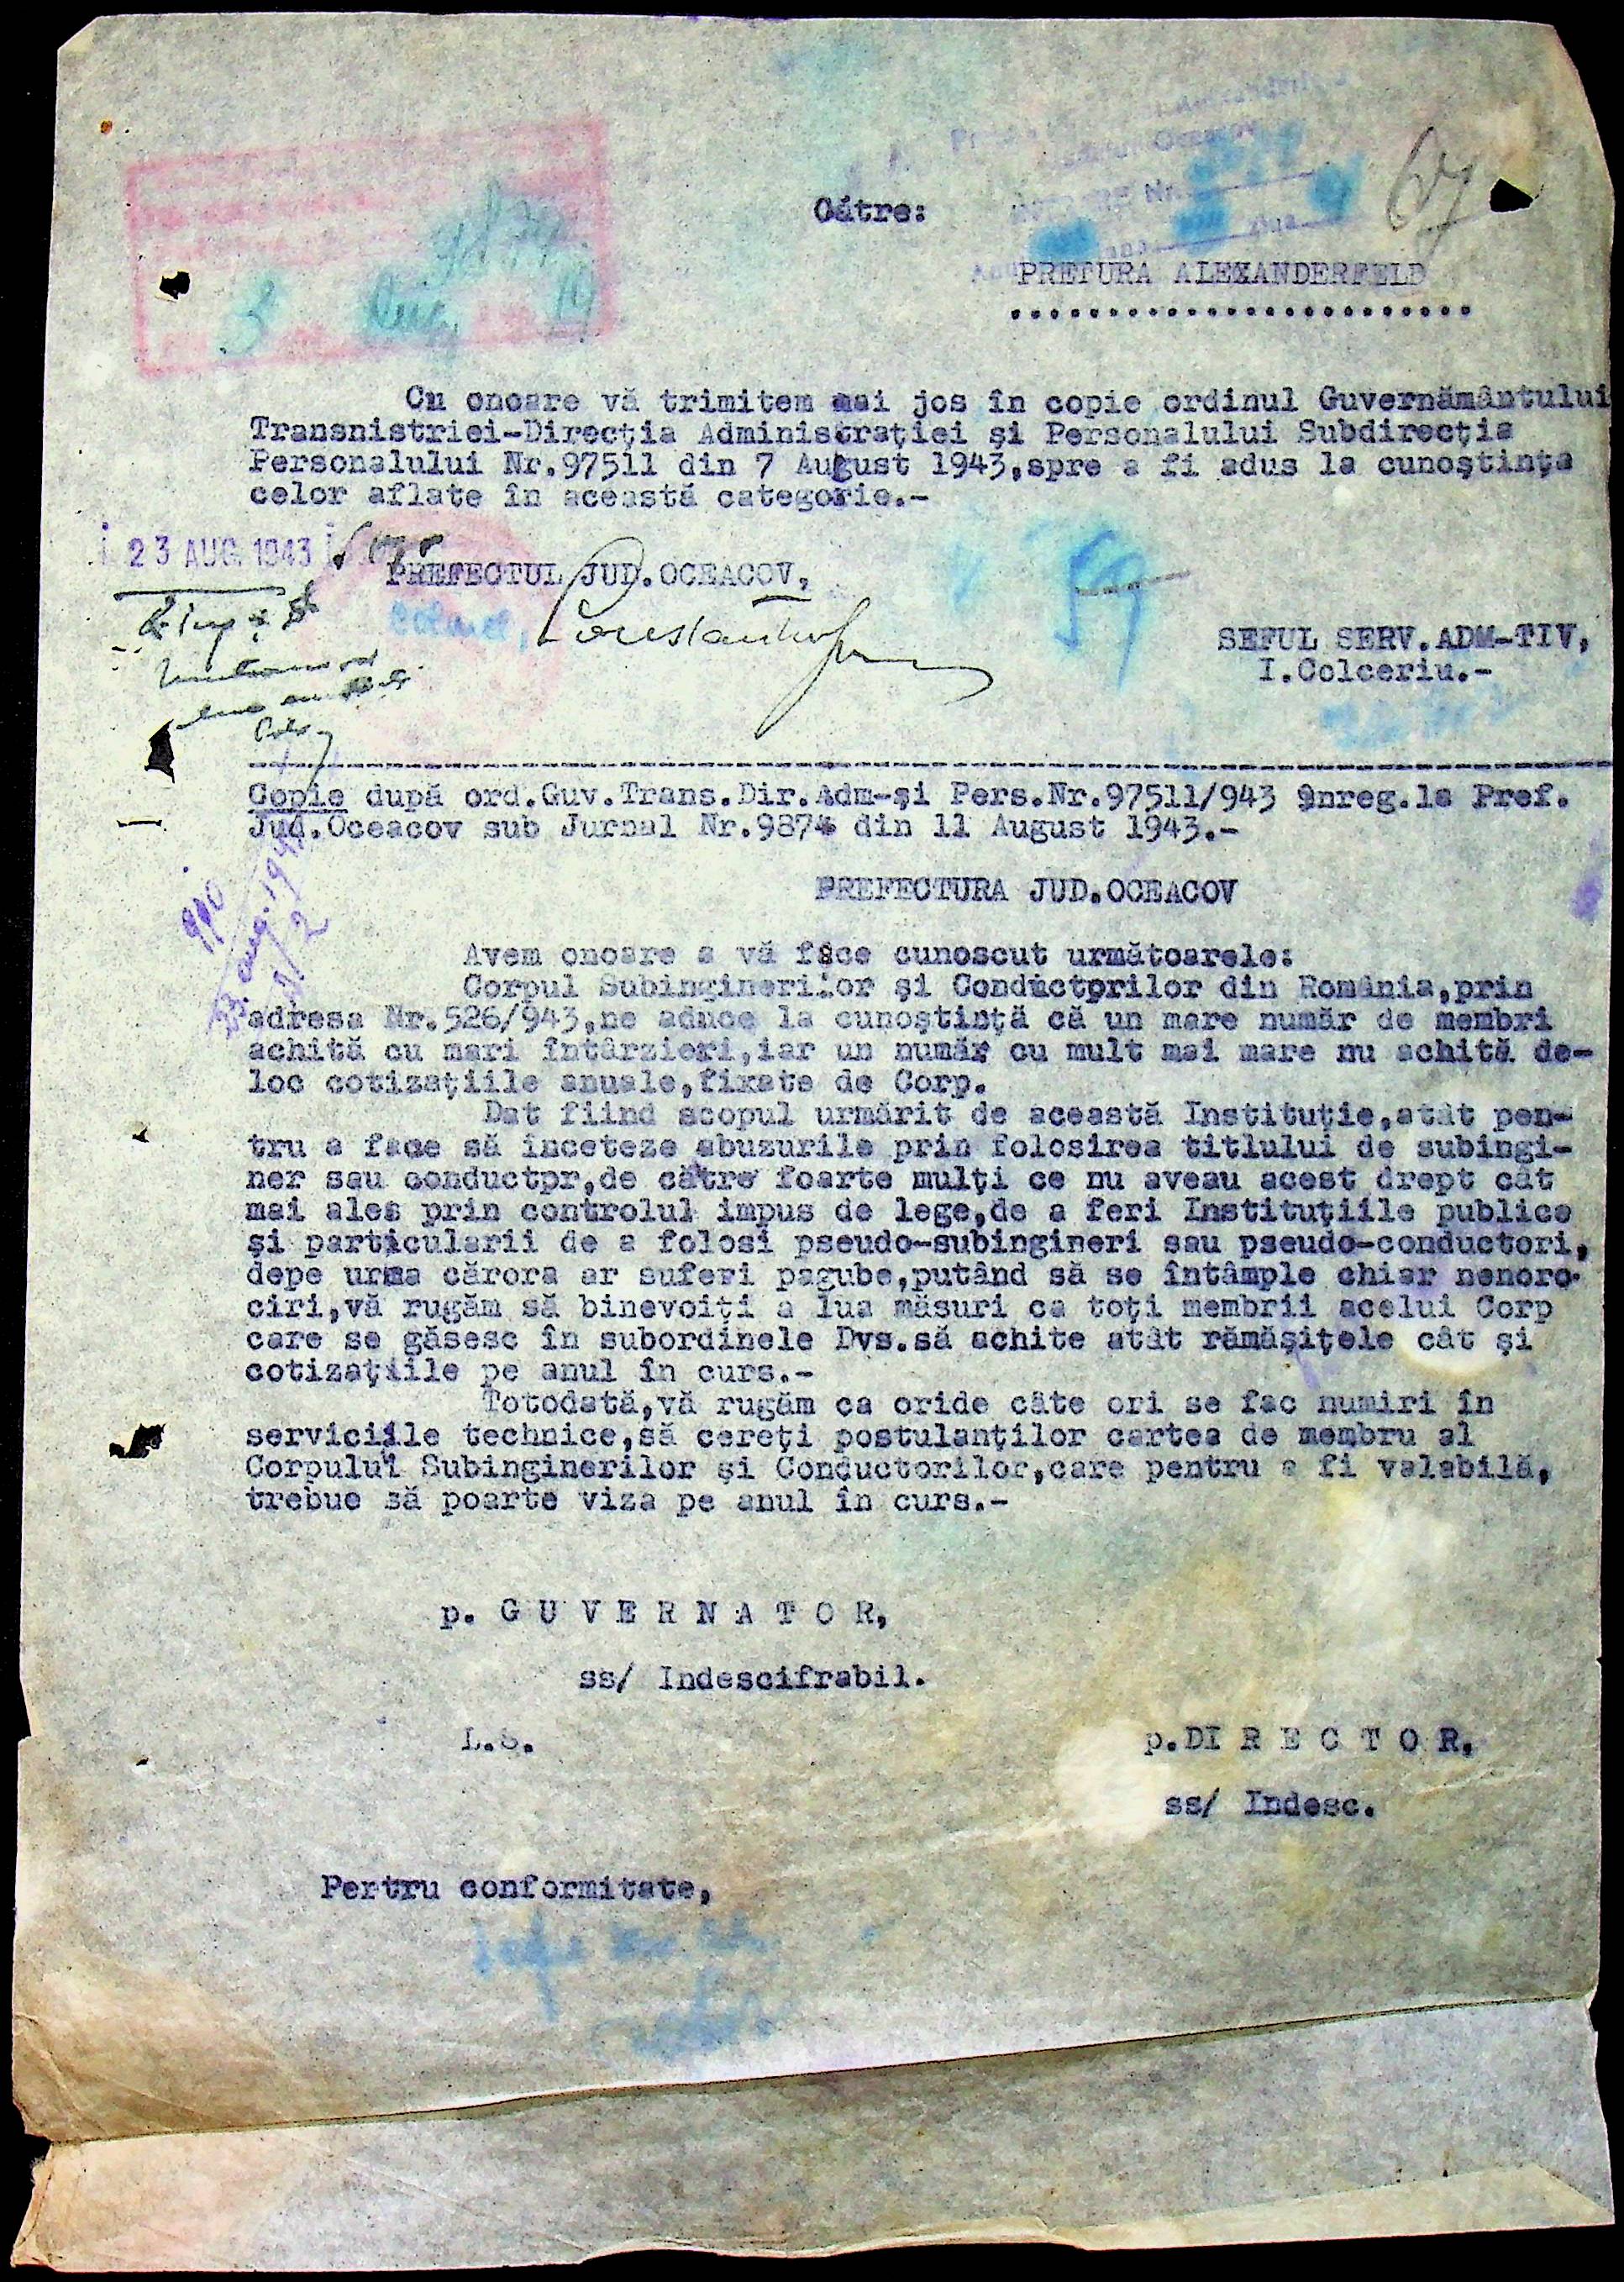 67
Către:
PRETURA ALEXANDERFELD
Cu onoare vă trimitem mai jos în copie ordinul Guvernământului
Transnistriei-Direcția Administrației și Personalului Subdirecția
Personalului Nr.97511 din 7 August 1943,spre a fi adus la cunoștința
celor aflate în această categorie.-
23 AUG. 1943
PREFECTUL JUD.OCEACOV,
Colonel,
SEFUL SERV.ADM-TIV,
I.Colceriu.-
Copie după ord.Guv.Trans.Dir.Adm-și Pers.Nr.97511/943 înreg.la Pref.
Jud.Oceacov sub Jurnal Nr.9874 din 11 August 1943.-
PREFECTURA JUD.OCEACOV
Avem onoare a vă face cunoscut următoarele:
Corpul Subinginerilor și Conductorilor din România,prin
adresa Nr.526/943,ne aduce la cunoștință că un mare număr de membri
achită cu mari întârzieri,iar un număr cu mult mai mare nu achită de-
loc cotizațiile anuale,fixate de Corp.
Dat fiind scopul urmărit de această Instituție,atât pen-
tru a face să înceteze abuzurile prin folosirea titlului de subingi-
ner sau conductpr,de către foarte mulți ce nu aveau acest drept cât
mai ales prin controlul impus de lege,de a feri Instituțiile publice
și particularii de a folosi pseudo-subingineri sau pseudo-conductori,
depe urma cărora ar suferi pagube,putând să se întâmple chiar nenoro-
ciri,vă rugăm să binevoiți a lua măsuri ca toți membrii acelui Corp
care se găsesc în subordinele Dvs.să achite atât rămășițele cât și
cotizațiile pe anul în curs.-
Totodată,vă rugăm ca oride câte ori se fac numiri în
serviciile technice,să cereți postulanților cartea de membru al
Corpului Subinginerilor și Conductorilor,care pentru a fi valabilă,
trebue să poarte viza pe anul în curs.-
p. G U V E R N A T O R,
ss/ Indescifrabil.
L.S.
p.DI R E C T O R,
ss/ Indesc.
Pertru conformitate,